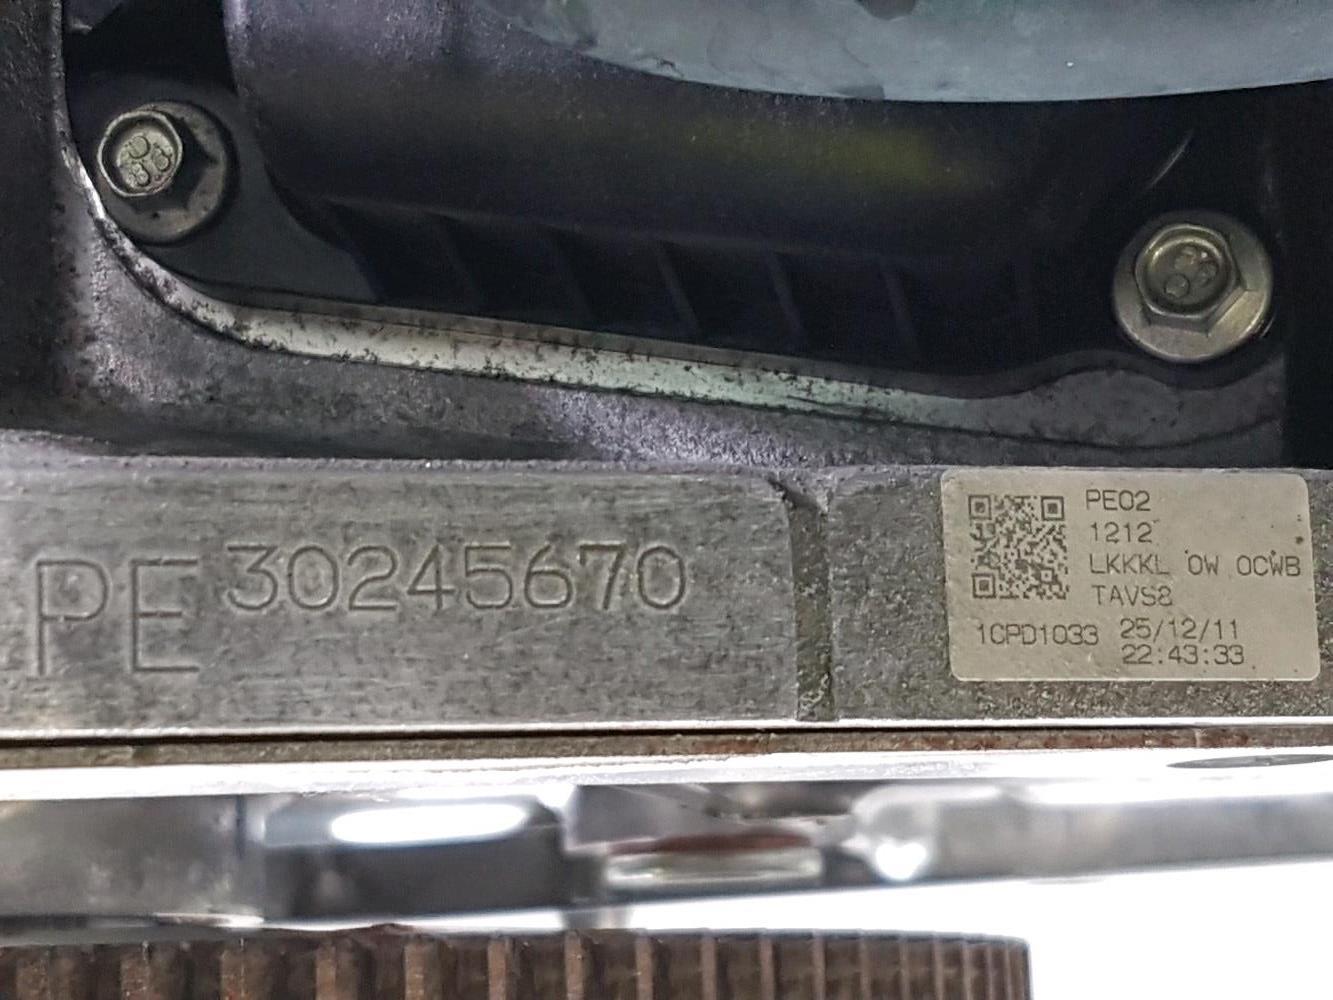 PE 30245670
PE02
1212
LKKKL 0W 0CWB
TAVS8
1CPD1033 25/12/11
22:43:33